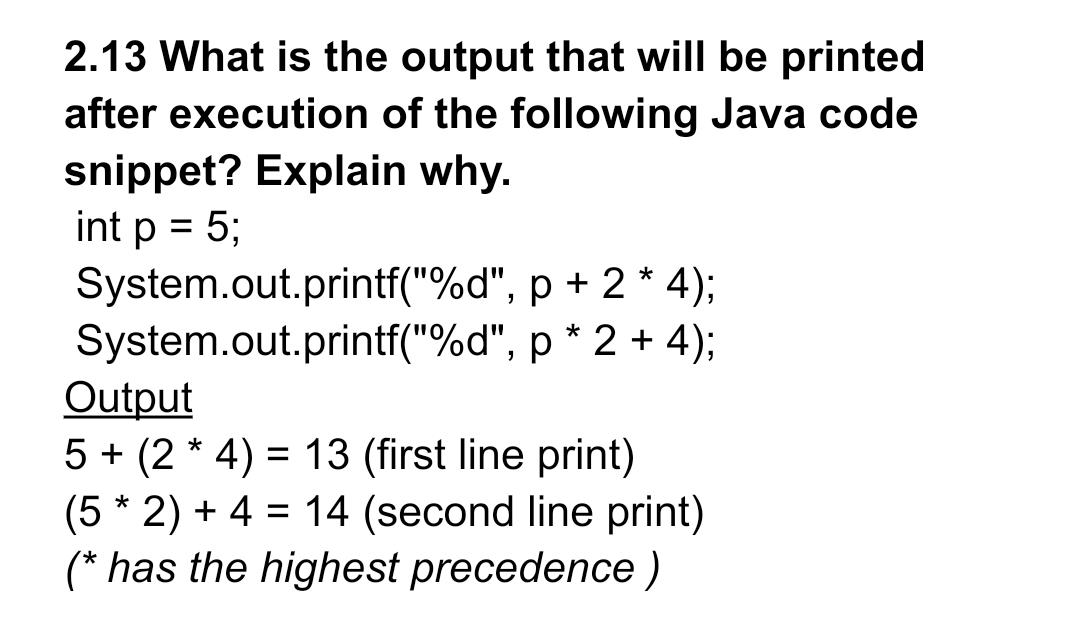 2.13 What is the output that will be printed
after execution of the following Java code
snippet? Explain why.
int p = 5;
System.out.printf("%d", p + 2 * 4);
System.out.printf("%d", p * 2 + 4);
Output
5 + (2 * 4) = 13 (first line print)
(5 * 2) + 4 = 14 (second line print)
(* has the highest precedence )